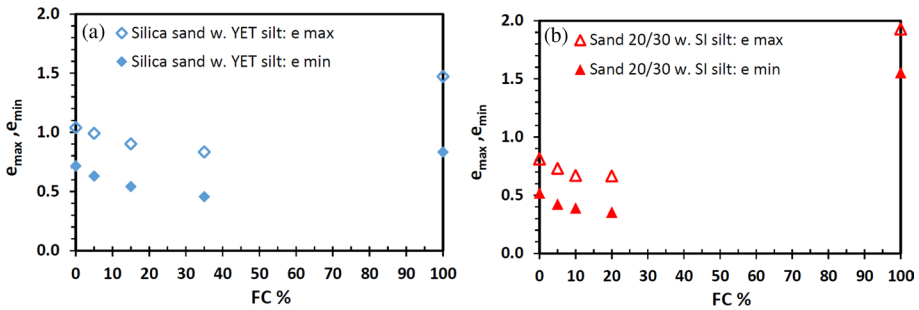 (a)
Silica sand w. YET silt: e max
Silica sand w. YET silt: e min
2.0
1.5
1.0
0.5
0.0
e_max ,e_min
0 10 20 30 40 50 60 70 80 90 100
FC %
(b)
Sand 20/30 w. SI silt: e max
Sand 20/30 w. SI silt: e min
2.0
1.5
1.0
0.5
0.0
e_max ,e_min
0 10 20 30 40 50 60 70 80 90 100
FC %